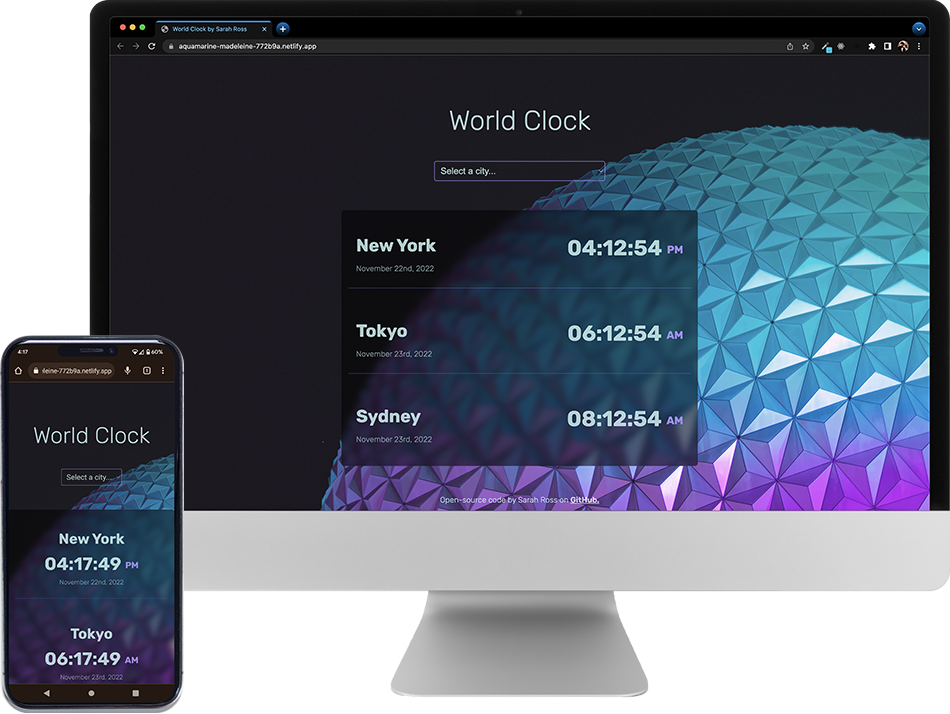 World Clock by Sarah Ross
aquamarine-madeleine-772b9a.netlify.app
World Clock
Select a city...
New York
04:12:54 PM
November 22nd, 2022
Tokyo
06:12:54 AM
November 23rd, 2022
Sydney
08:12:54 AM
November 23rd, 2022
Open-source code by Sarah Ross on GitHub.
4:17
60%
leine-772b9a.netlify.app
World Clock
Select a city...
New York
04:17:49 PM
November 22nd, 2022
Tokyo
06:17:49 AM
November 23rd, 2022